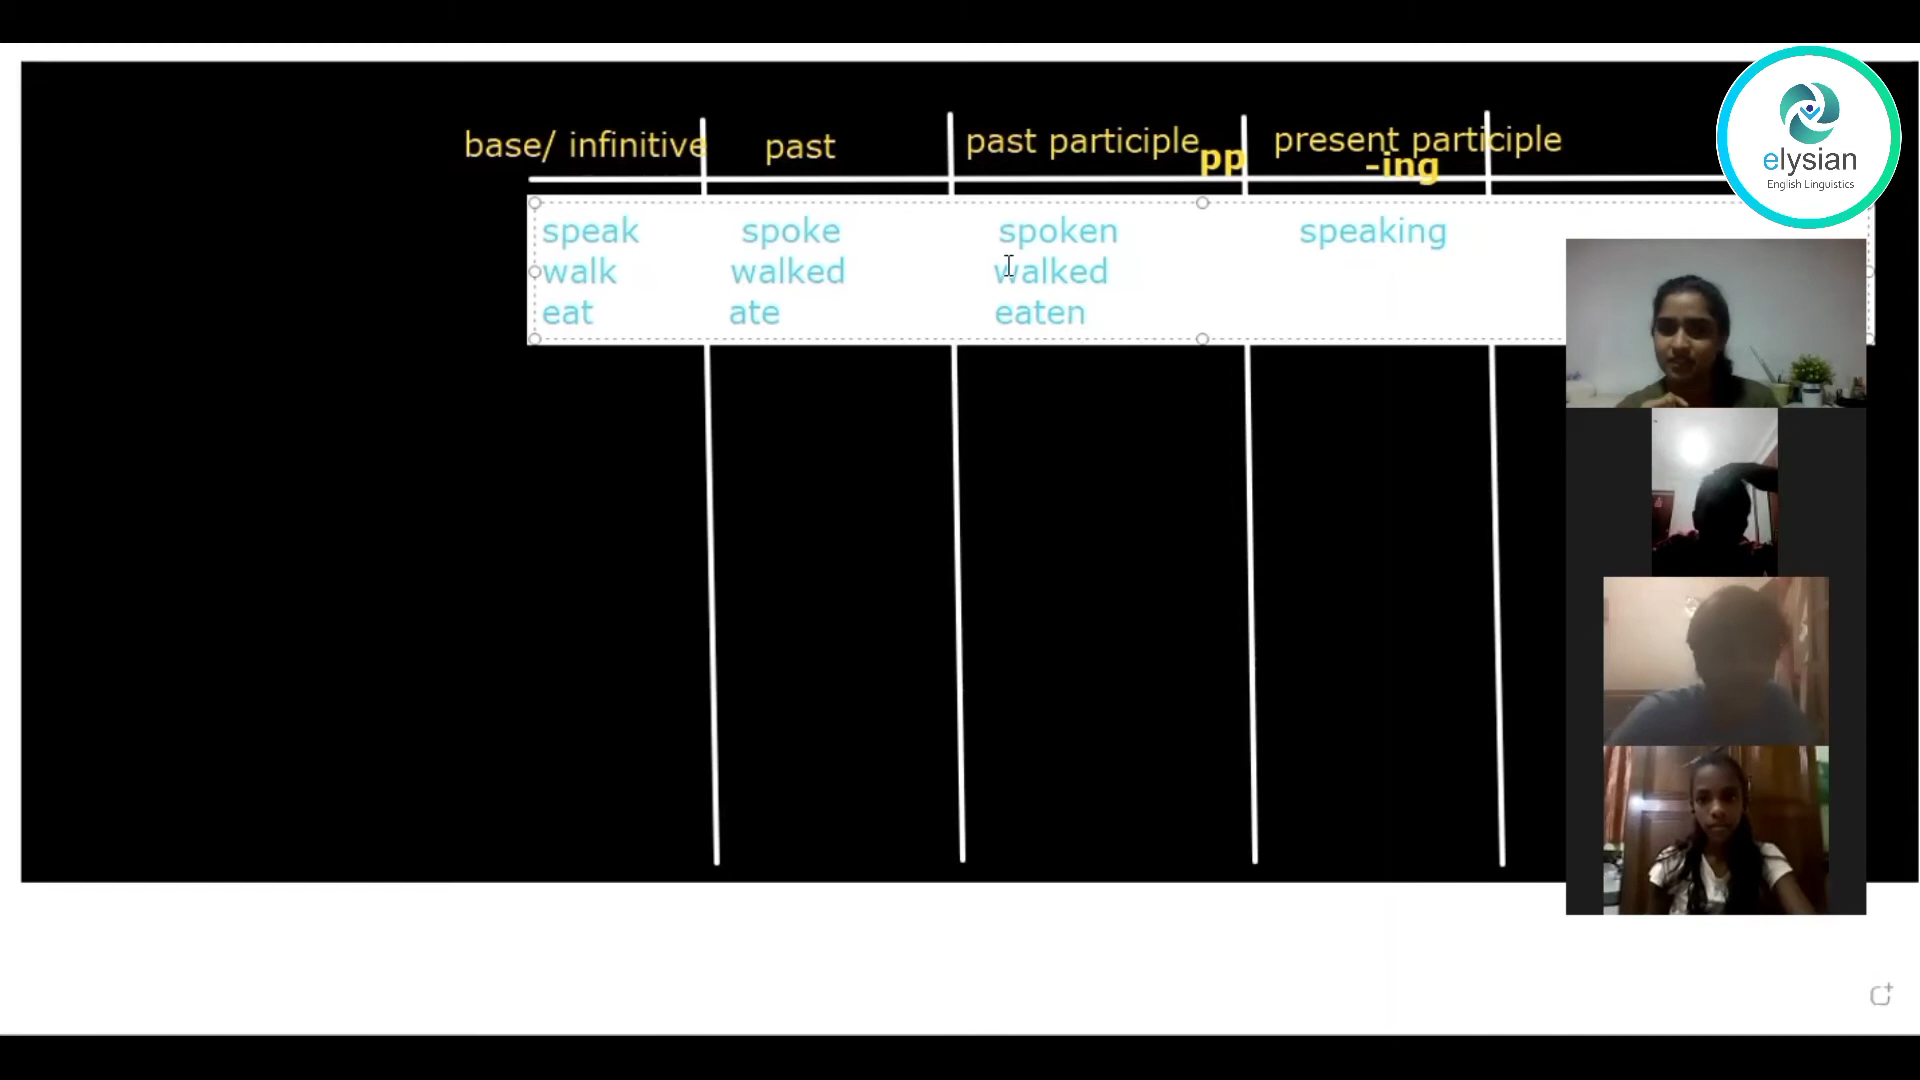 base/ infinitive past past participle pp present participle
-ing
speak spoke spoken speaking
walk walked walked
eat ate eaten
elysian
English Linguistics